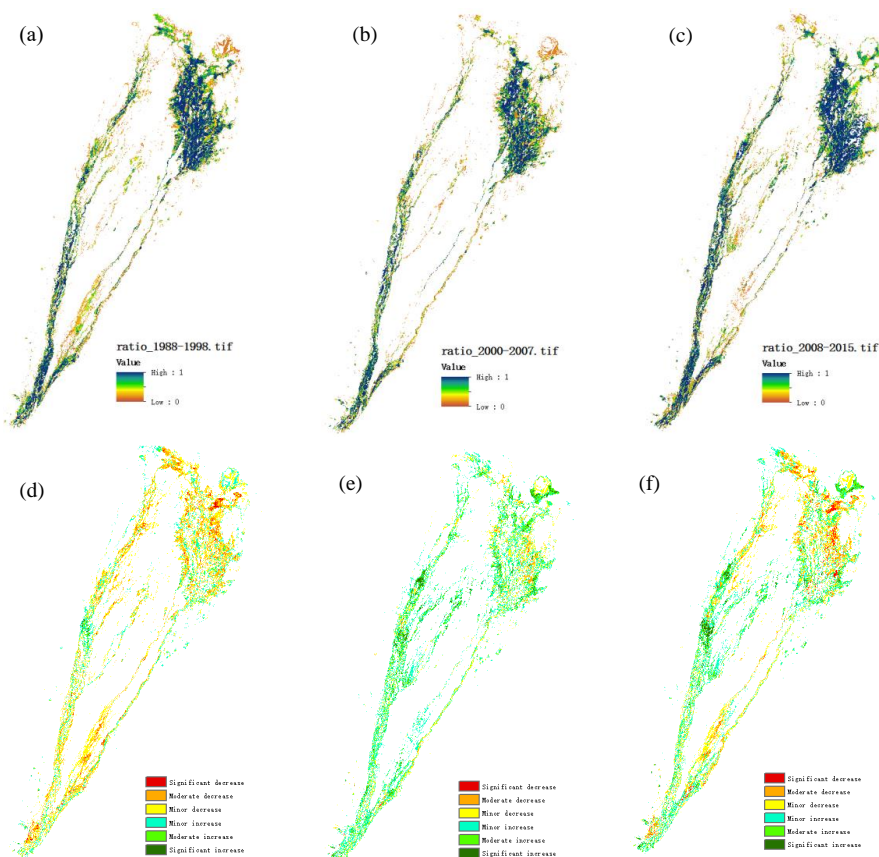 (a)
(b)
(c)
ratio_1988-1998.tif
Value
High : 1
Low : 0
ratio_2000-2007.tif
Value
High : 1
Low : 0
ratio_2008-2015.tif
Value
High : 1
Low : 0
(d)
(e)
(f)
Significant decrease
Moderate decrease
Minor decrease
Minor increase
Moderate increase
Significant increase
Significant decrease
Moderate decrease
Minor decrease
Minor increase
Moderate increase
Significant increase
Significant decrease
Moderate decrease
Minor decrease
Minor increase
Moderate increase
Significant increase